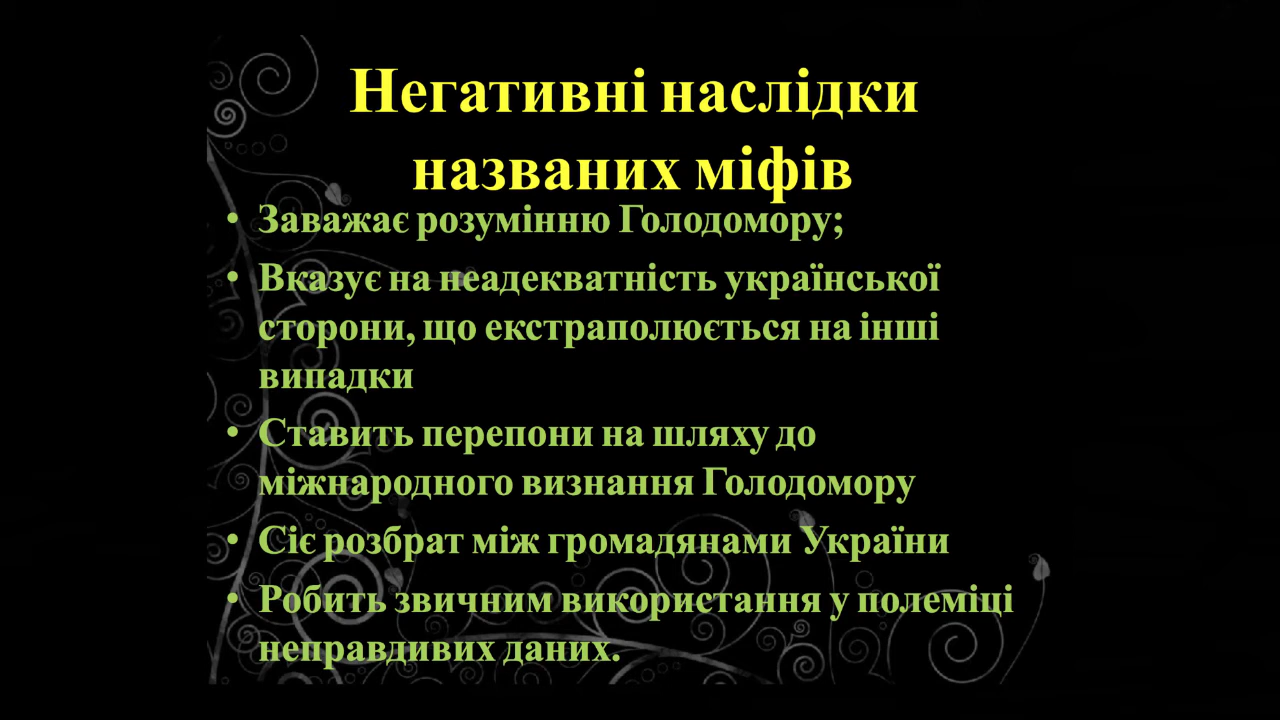 Негативні наслідки
названих міфів
• Заважає розумінню Голодомору;
• Вказує на неадекватність української
сторони, що екстраполюється на інші
випадки
• Ставить перепони на шляху до
міжнародного визнання Голодомору
• Сіє розбрат між громадянами України
• Робить звичним використання у полеміці
неправдивих даних.